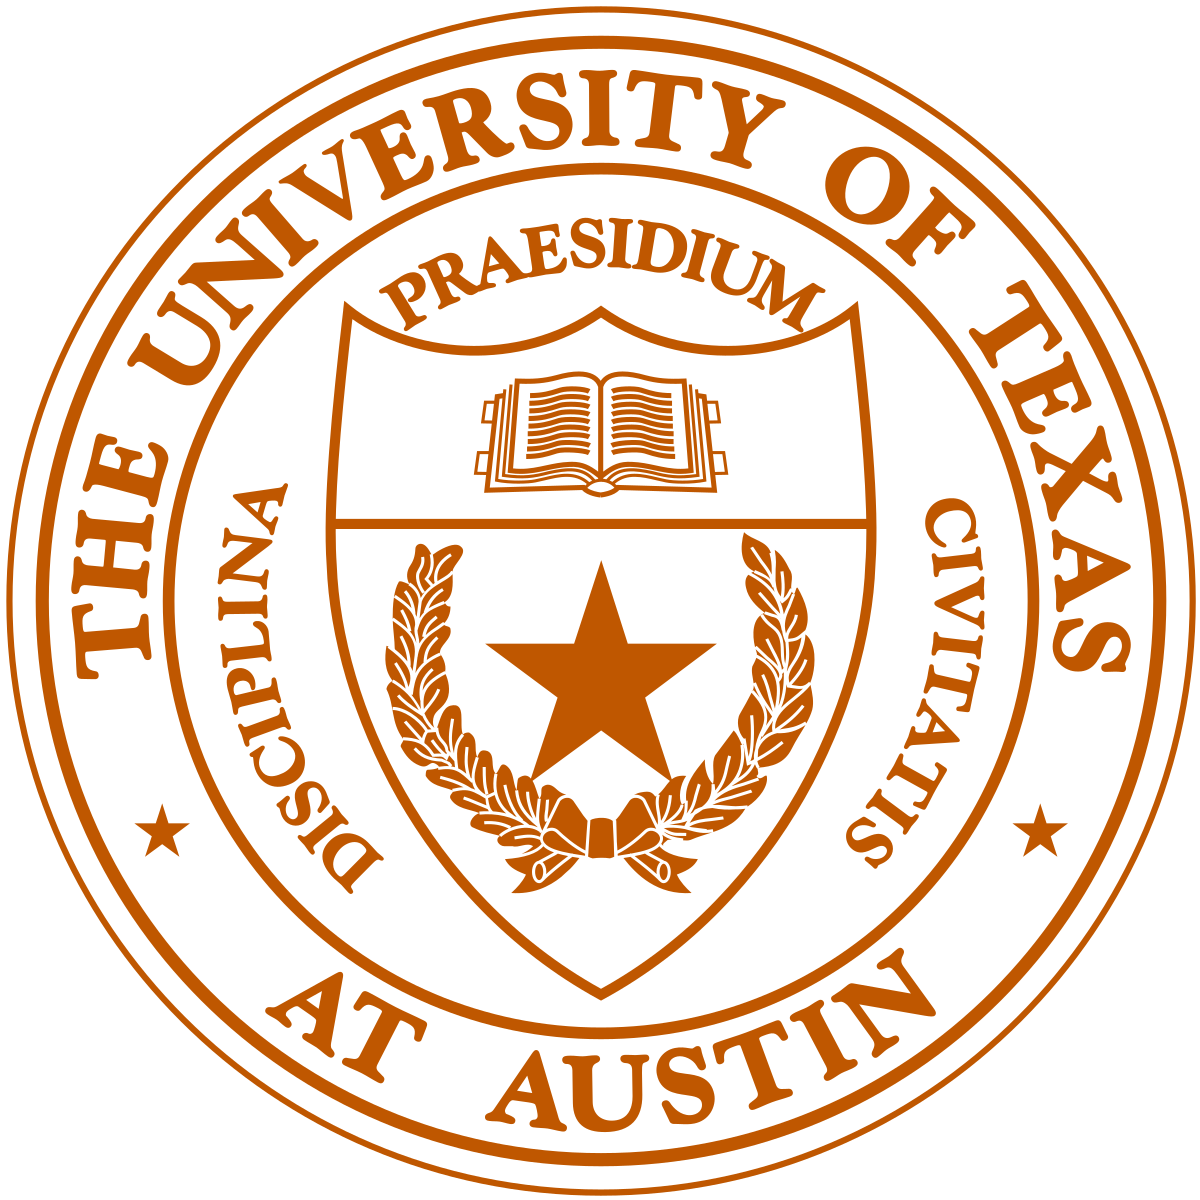 THE UNIVERSITY OF TEXAS
AT AUSTIN
DISCIPLINA
PRAESIDIUM
CIVITATIS